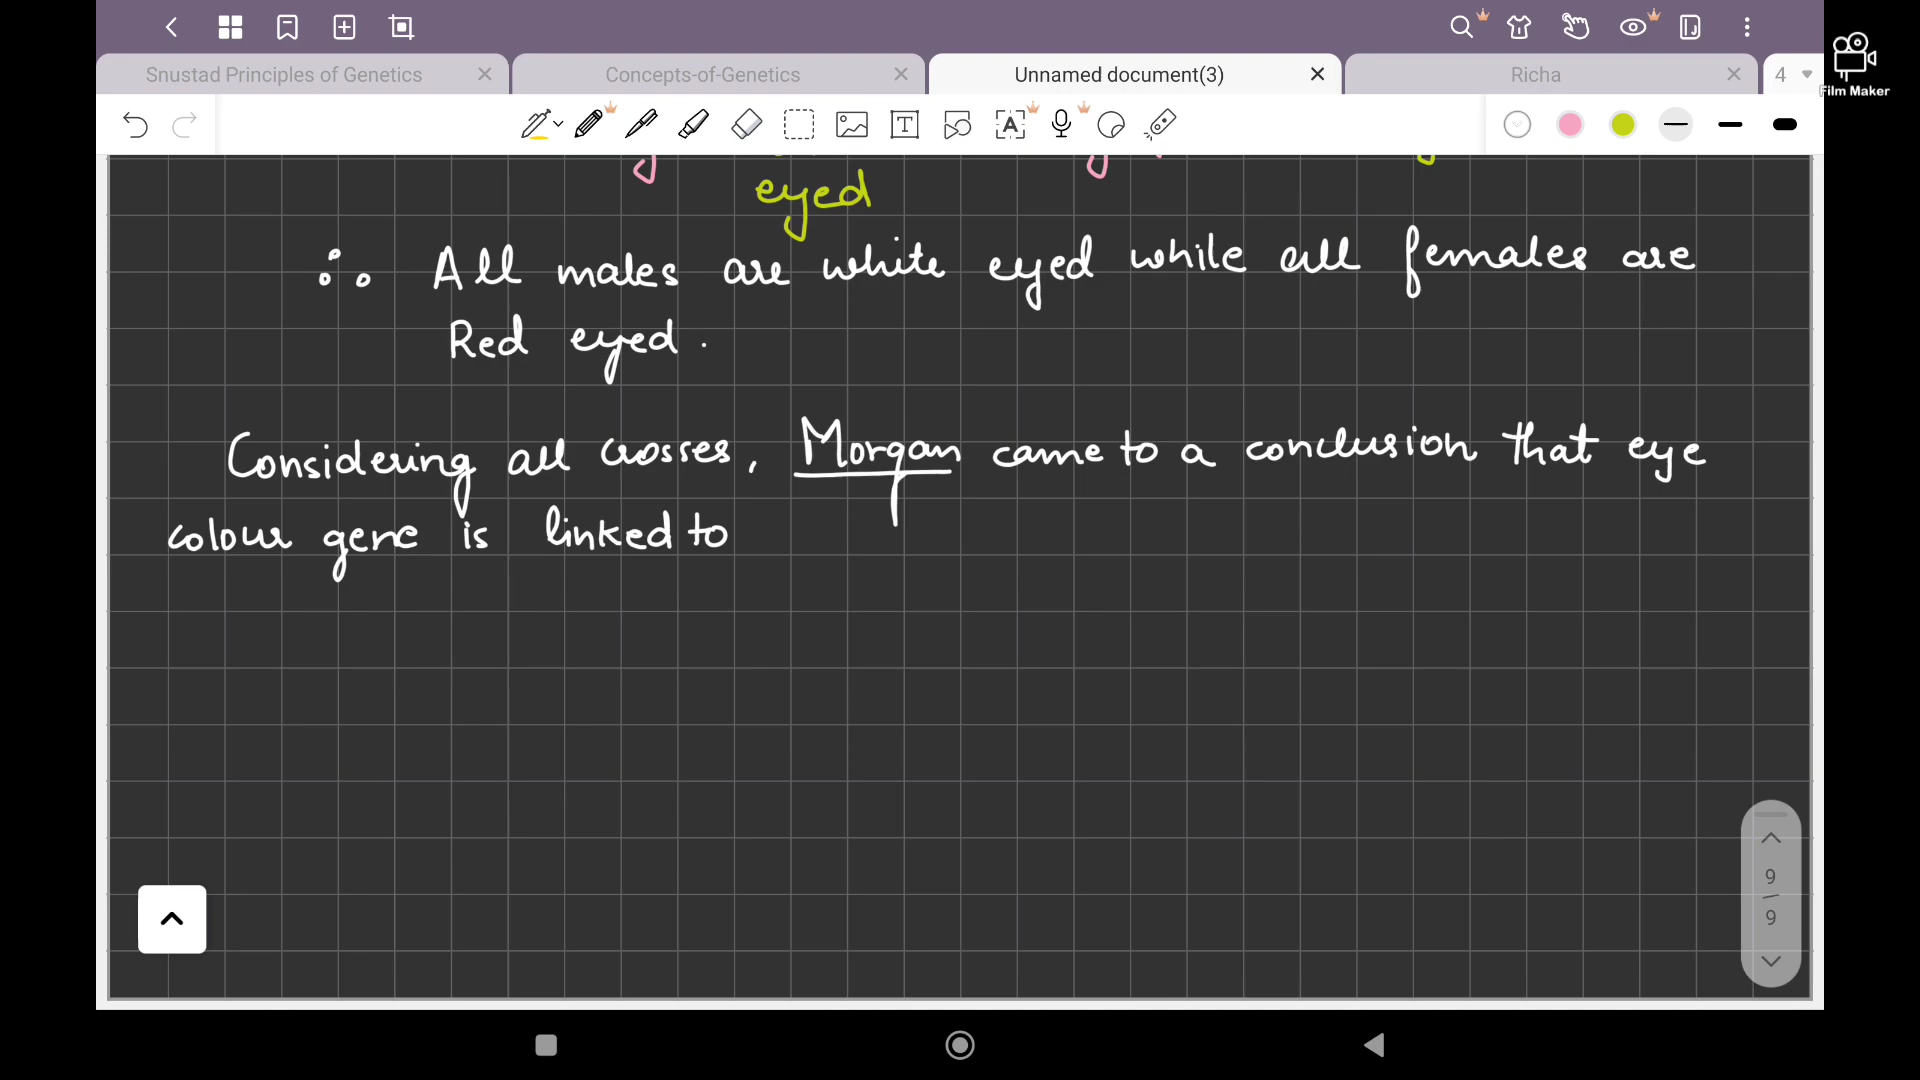 Film Maker
Snustad Principles of Genetics
Concepts-of-Genetics
Unnamed document(3)
Richa
4
eyed
∴ All males are white eyed while all females are
Red eyed.
Considering all crosses, Morgan came to a conclusion that eye
colour gene is linked to
9
9